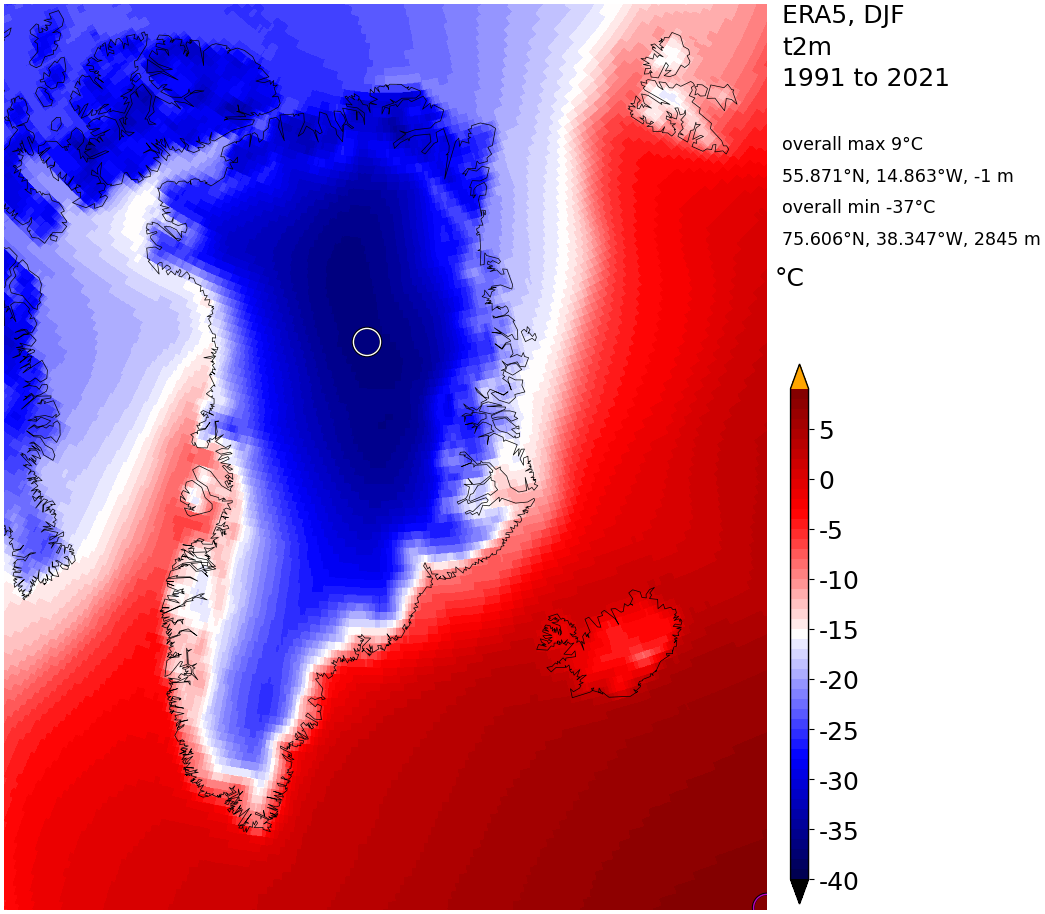 ERA5, DJF
t2m
1991 to 2021
overall max 9°C
55.871°N, 14.863°W, -1 m
overall min -37°C
75.606°N, 38.347°W, 2845 m
°C
5
0
-5
-10
-15
-20
-25
-30
-35
-40